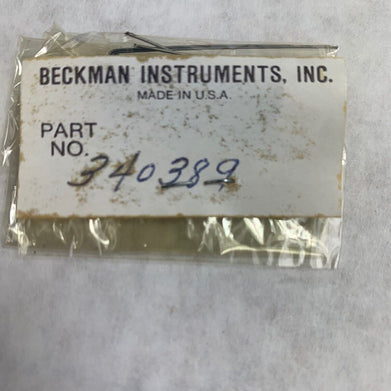 BECKMAN INSTRUMENTS, INC.
MADE IN U.S.A.
PART
NO.
340389